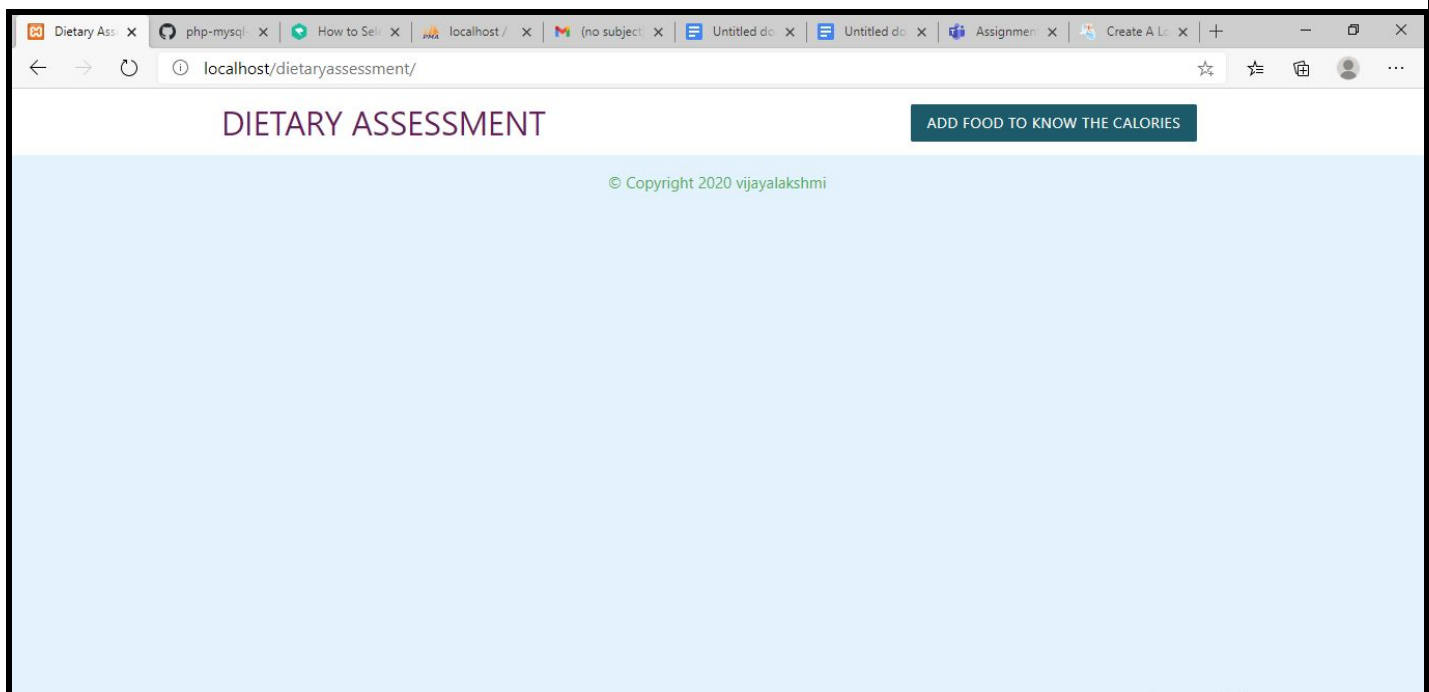 Dietary Ass
php-mysql-
How to Sele
localhost /
(no subject)
Untitled do
Untitled do
Assignmen
Create A Lo
localhost/dietaryassessment/
DIETARY ASSESSMENT
ADD FOOD TO KNOW THE CALORIES
© Copyright 2020 vijayalakshmi